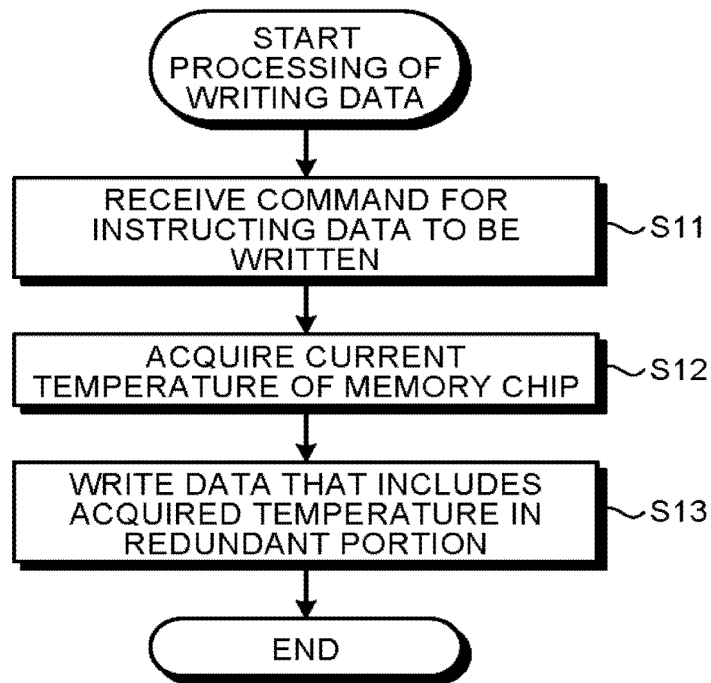 START
PROCESSING OF
WRITING DATA
RECEIVE COMMAND FOR
INSTRUCTING DATA TO BE
WRITTEN
S11
ACQUIRE CURRENT
TEMPERATURE OF MEMORY CHIP
S12
WRITE DATA THAT INCLUDES
ACQUIRED TEMPERATURE IN
REDUNDANT PORTION
S13
END